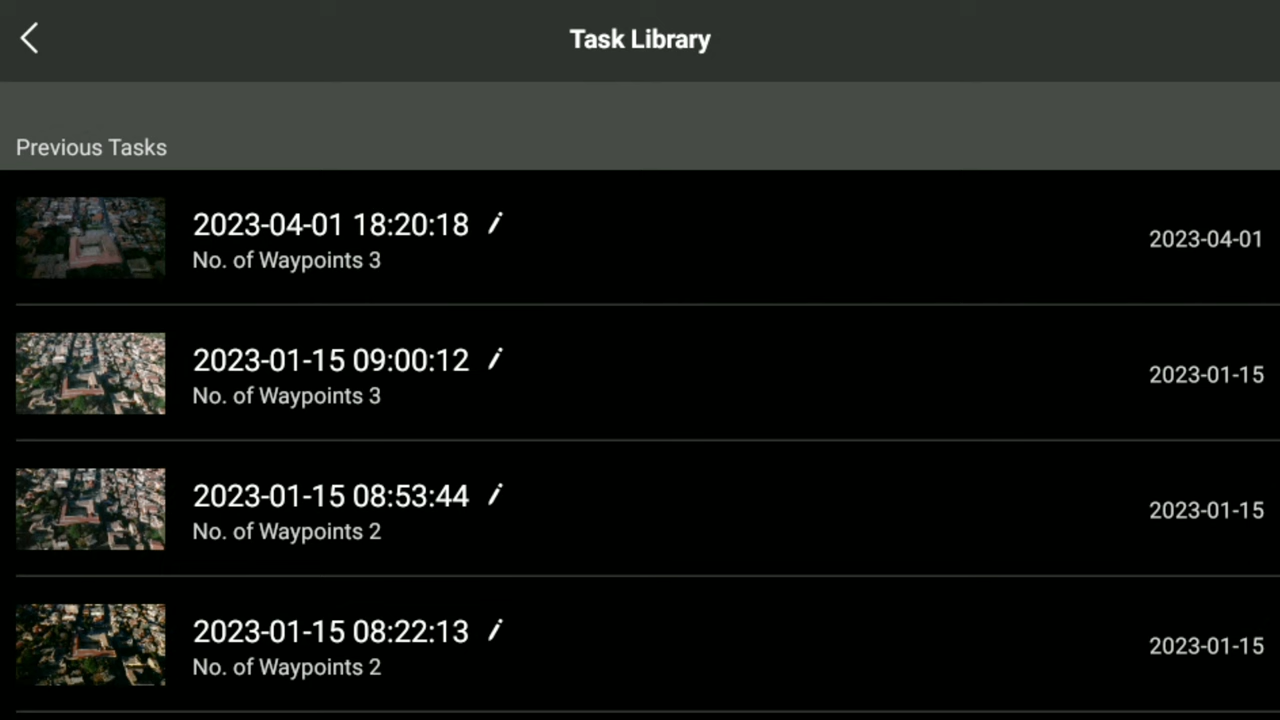 Task Library
Previous Tasks
2023-04-01 18:20:18
No. of Waypoints 3
2023-04-01
2023-01-15 09:00:12
No. of Waypoints 3
2023-01-15
2023-01-15 08:53:44
No. of Waypoints 2
2023-01-15
2023-01-15 08:22:13
No. of Waypoints 2
2023-01-15